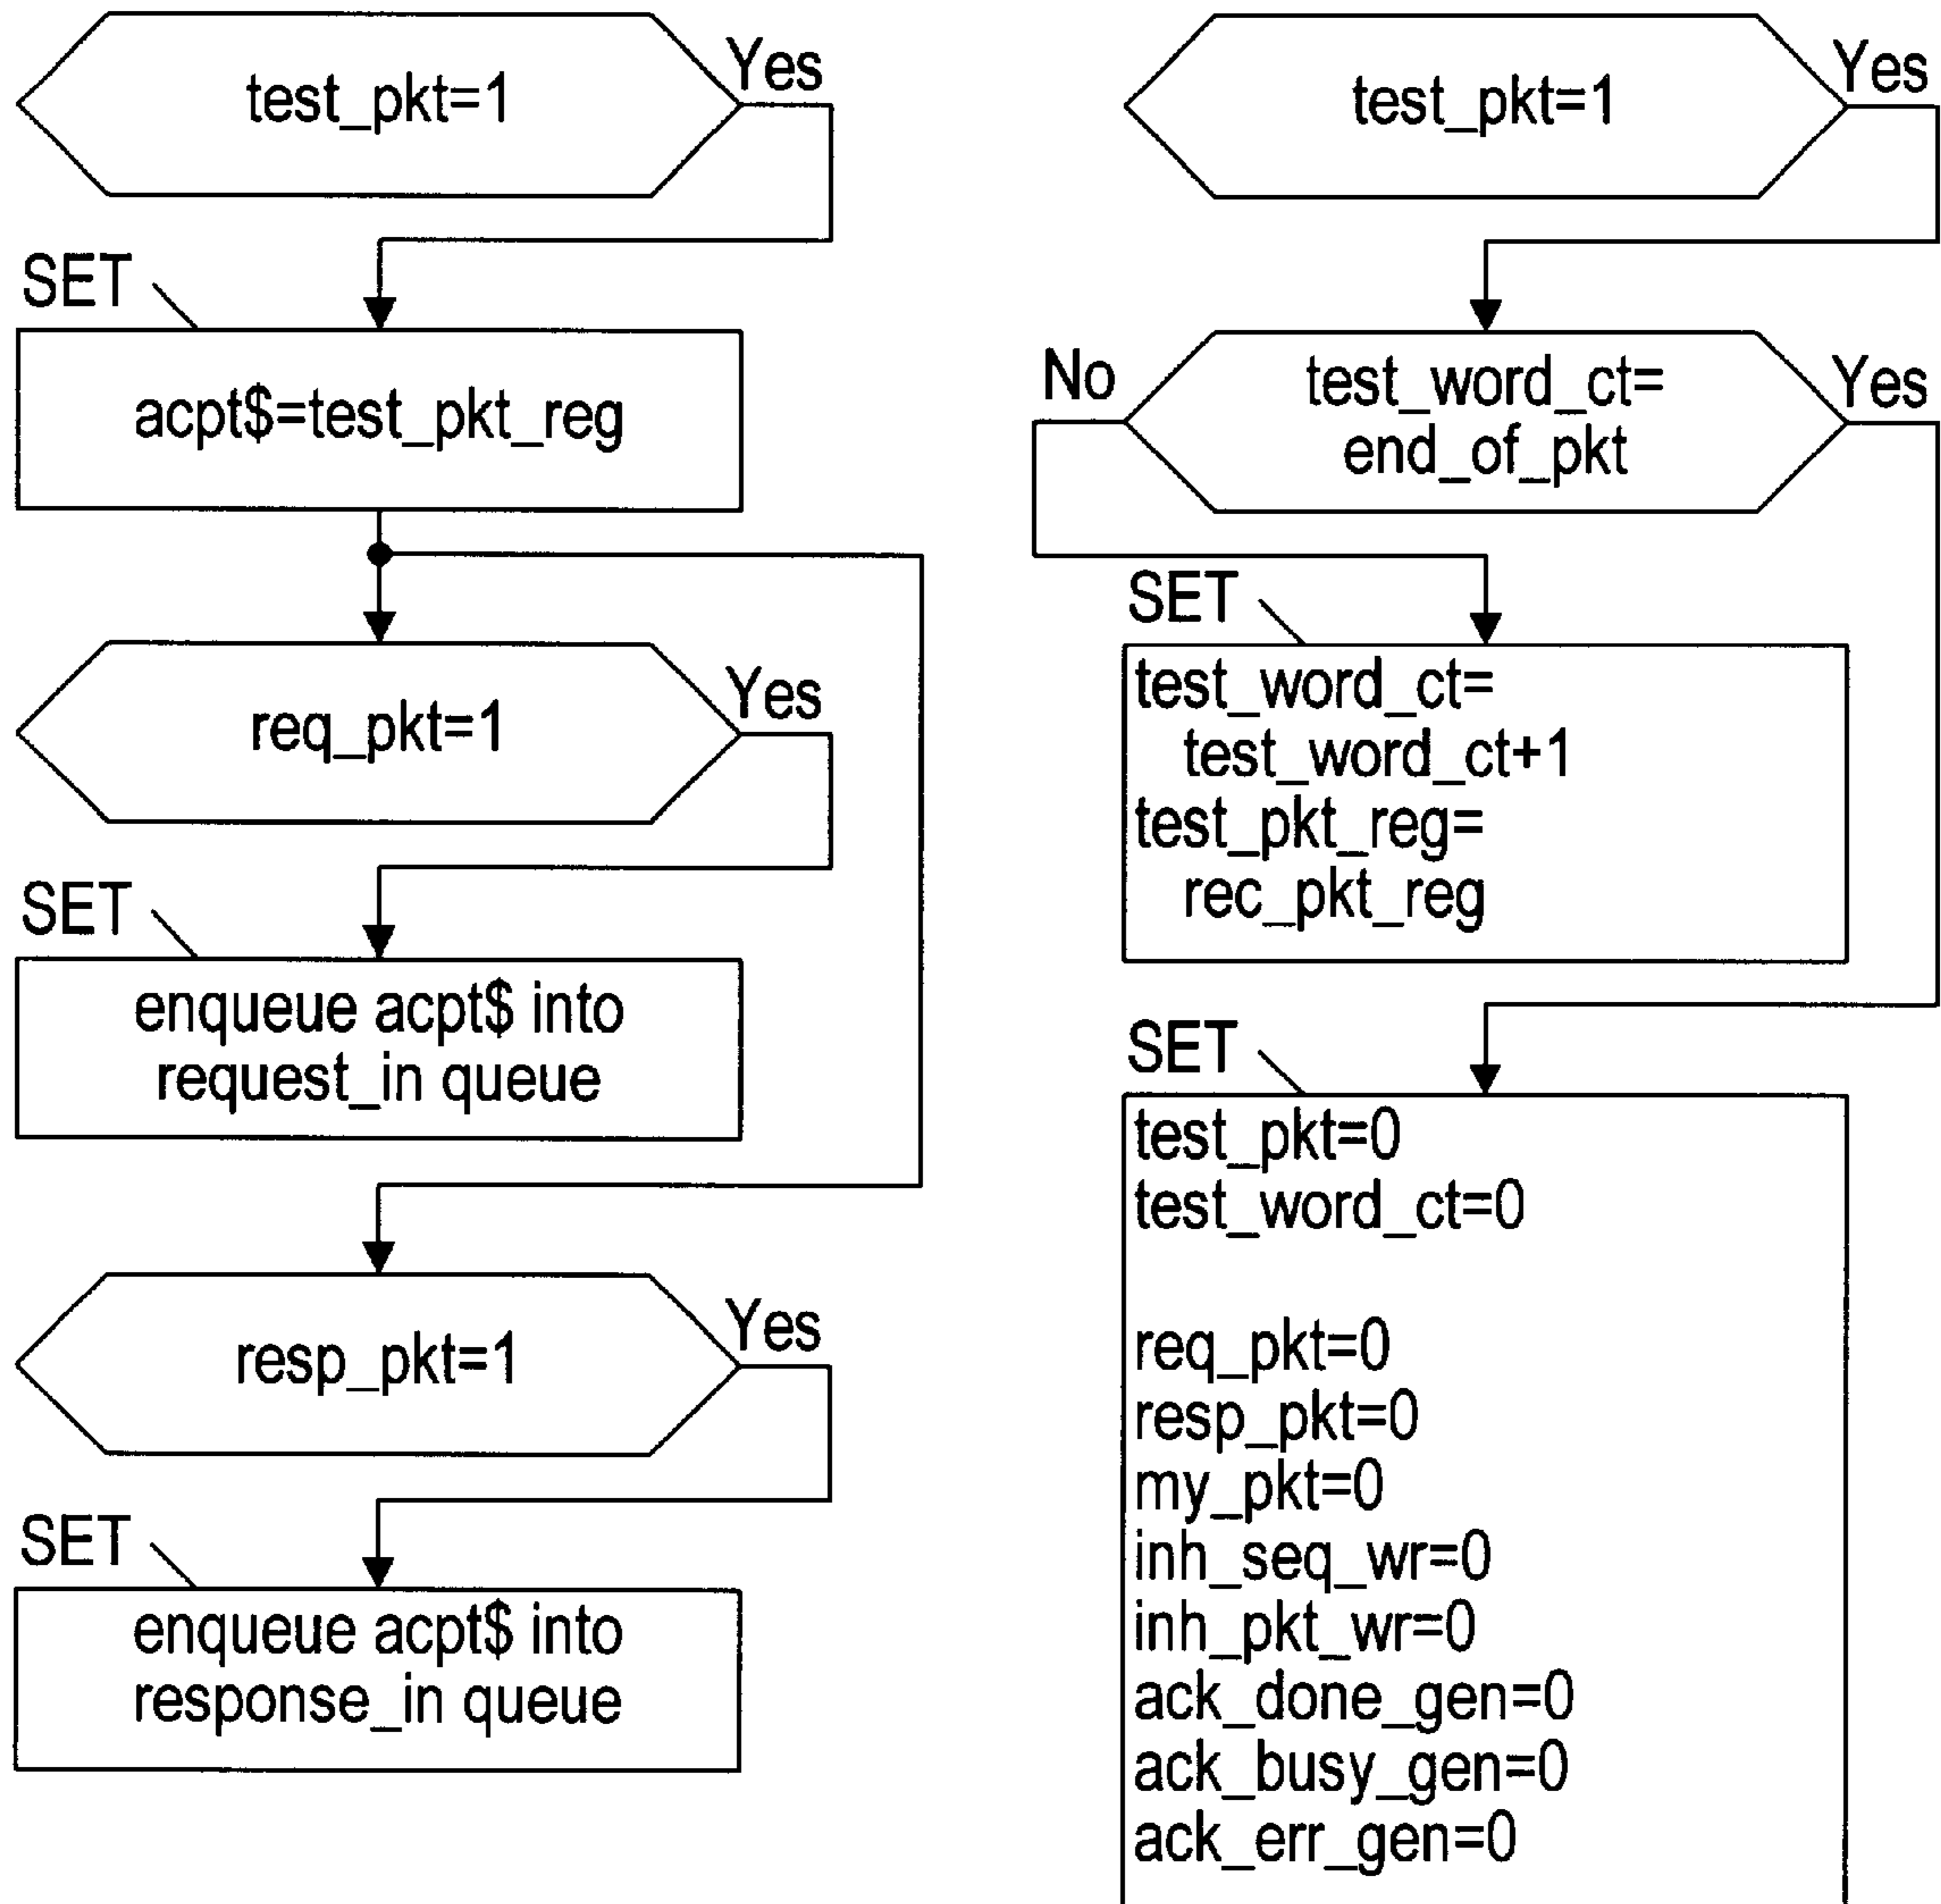 test_pkt=1
Yes
SET
acpt$=test_pkt_reg
req_pkt=1
Yes
SET
enqueue acpt$ into
request_in queue
resp_pkt=1
Yes
SET
enqueue acpt$ into
response_in queue
test_pkt=1
Yes
No
test_word_ct=
end_of_pkt
Yes
SET
test_word_ct=
test_word_ct+1
test_pkt_reg=
rec_pkt_reg
SET
test_pkt=0
test_word_ct=0
req_pkt=0
resp_pkt=0
my_pkt=0
inh_seq_wr=0
inh_pkt_wr=0
ack_done_gen=0
ack_busy_gen=0
ack_err_gen=0